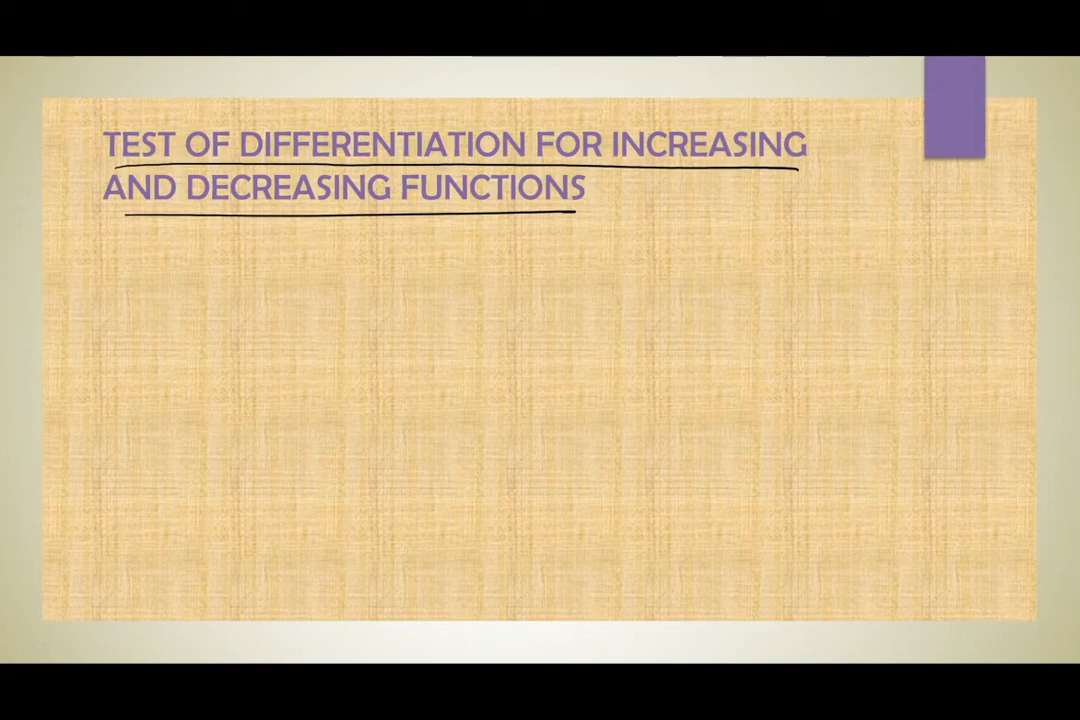 TEST OF DIFFERENTIATION FOR INCREASING
AND DECREASING FUNCTIONS